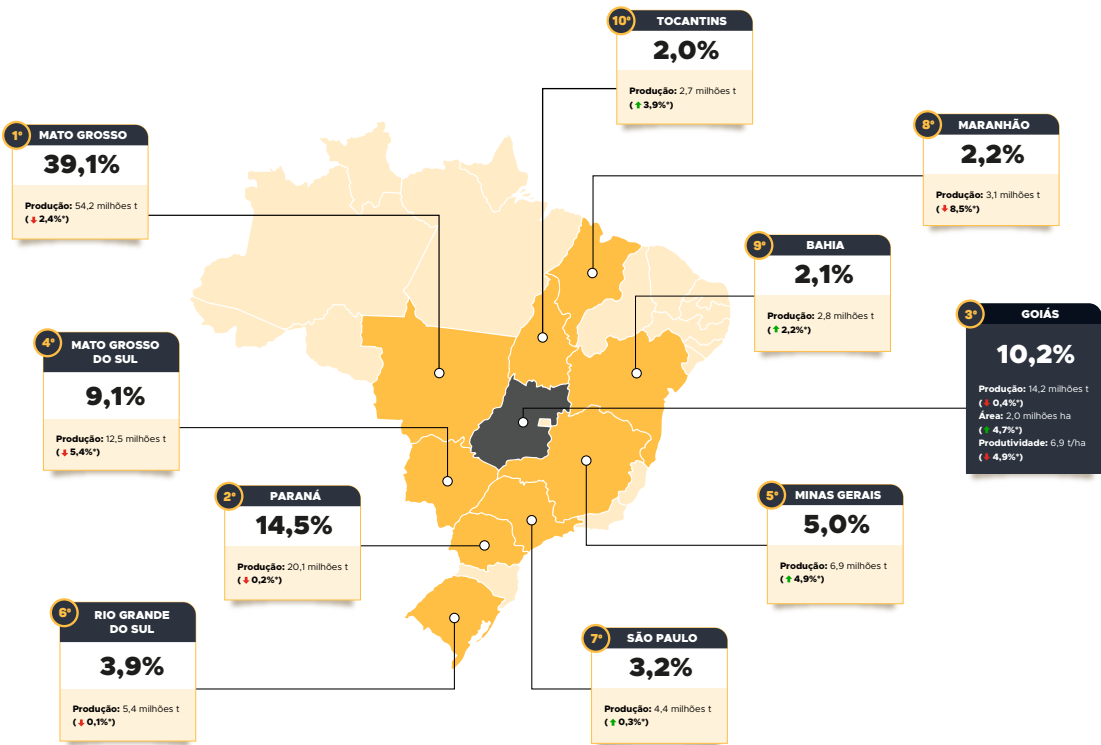 10º TOCANTINS
2,0%
Produção: 2,7 milhões t
(⬆3,9%*)
1º MATO GROSSO
39,1%
Produção: 54,2 milhões t
(⬇2,4%*)
8º MARANHÃO
2,2%
Produção: 3,1 milhões t
(⬇8,5%*)
9º BAHIA
2,1%
Produção: 2,8 milhões t
(⬆2,2%*)
3º GOIÁS
10,2%
Produção: 14,2 milhões t
(⬇0,4%*)
Área: 2,0 milhões ha
(⬆4,7%*)
Produtividade: 6,9 t/ha
(⬇4,9%*)
4º MATO GROSSO
DO SUL
9,1%
Produção: 12,5 milhões t
(⬇5,4%*)
2º PARANÁ
14,5%
Produção: 20,1 milhões t
(⬇0,2%*)
5º MINAS GERAIS
5,0%
Produção: 6,9 milhões t
(⬆4,9%*)
6º RIO GRANDE
DO SUL
3,9%
Produção: 5,4 milhões t
(⬇0,1%*)
7º SÃO PAULO
3,2%
Produção: 4,4 milhões t
(⬆0,3%*)